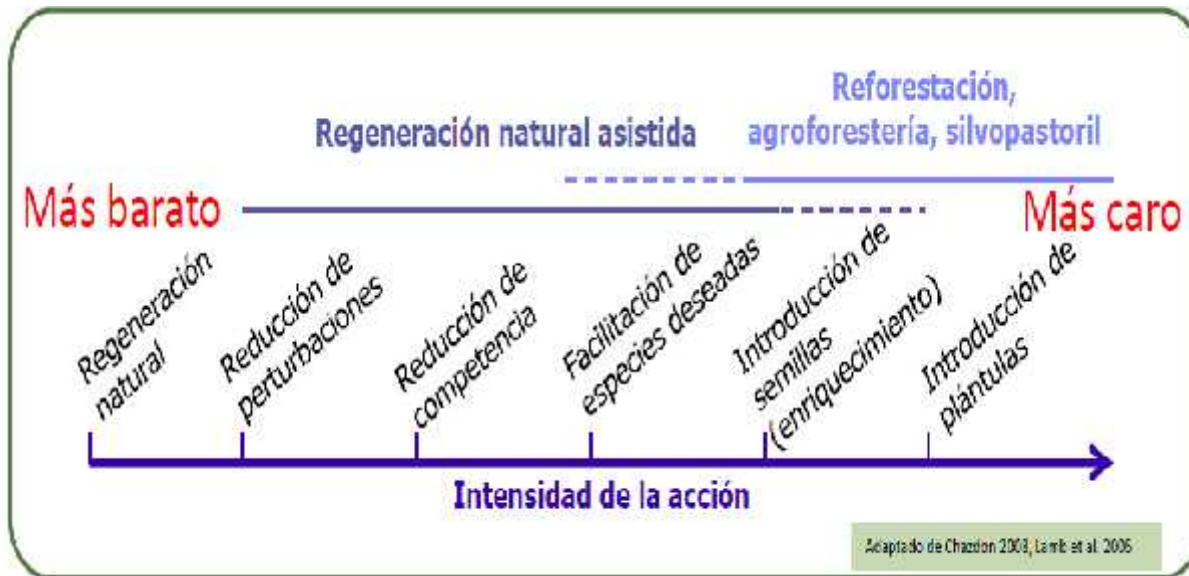 Reforestación,
agroforestería, silvopastoril
Regeneración natural asistida
Más barato
Más caro
Regeneración
natural
Reducción de
perturbaciones
Reducción de
competencia
Facilitación de
especies deseadas
Introducción de
semillas
(enriquecimiento)
Introducción de
plántulas
Intensidad de la acción
Adaptado de Chazdon 2008, Lamb et al. 2005